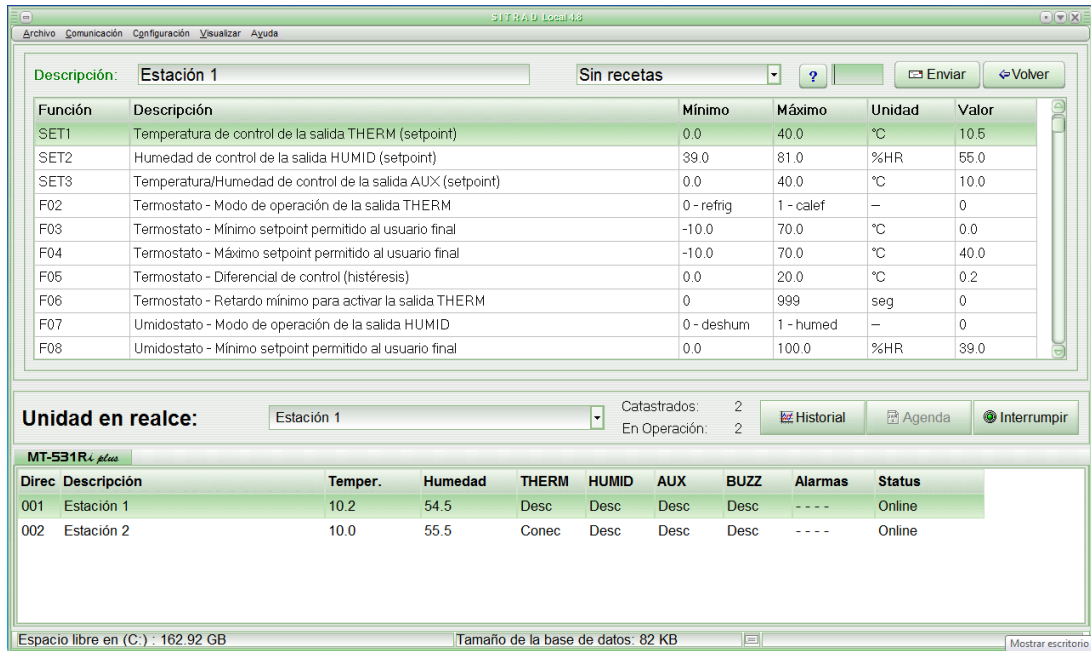 SITRAD Local 4.8
Archivo Comunicación Configuración Visualizar Ayuda
Descripción: Estación 1 Sin recetas ? Enviar Volver
Función Descripción Mínimo Máximo Unidad Valor
SET1 Temperatura de control de la salida THERM (setpoint) 0.0 40.0 °C 10.5
SET2 Humedad de control de la salida HUMID (setpoint) 39.0 81.0 %HR 55.0
SET3 Temperatura/Humedad de control de la salida AUX (setpoint) 0.0 40.0 °C 10.0
F02 Termostato - Modo de operación de la salida THERM 0 - refrig 1 - calef – 0
F03 Termostato - Mínimo setpoint permitido al usuario final -10.0 70.0 °C 0.0
F04 Termostato - Máximo setpoint permitido al usuario final -10.0 70.0 °C 40.0
F05 Termostato - Diferencial de control (histéresis) 0.0 20.0 °C 0.2
F06 Termostato - Retardo mínimo para activar la salida THERM 0 999 seg 0
F07 Umidostato - Modo de operación de la salida HUMID 0 - deshum 1 - humed – 0
F08 Umidostato - Mínimo setpoint permitido al usuario final 0.0 100.0 %HR 39.0
Unidad en realce: Estación 1 Catastrados: 2 Historial Agenda Interrumpir
En Operación: 2
MT-531Ri plus
Direc Descripción Temper. Humedad THERM HUMID AUX BUZZ Alarmas Status
001 Estación 1 10.2 54.5 Desc Desc Desc Desc - - - - Online
002 Estación 2 10.0 55.5 Conec Desc Desc Desc - - - - Online
Espacio libre en (C:) : 162.92 GB Tamaño de la base de datos: 82 KB Mostrar escritorio